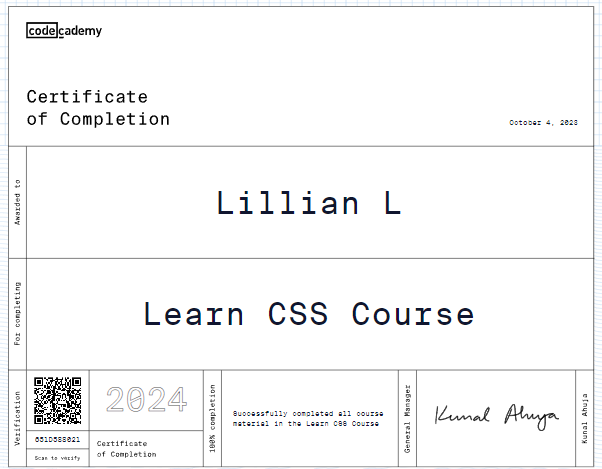 codecademy
Certificate
of Completion
October 4, 2023
Awarded to
Lillian L
For completing
Learn CSS Course
Verification
651D588021
Scan to verify
2024
Certificate
of Completion
100% completion
Successfully completed all course
material in the Learn CSS Course
General Manager
Kunal Ahuja
Kunal Ahuja